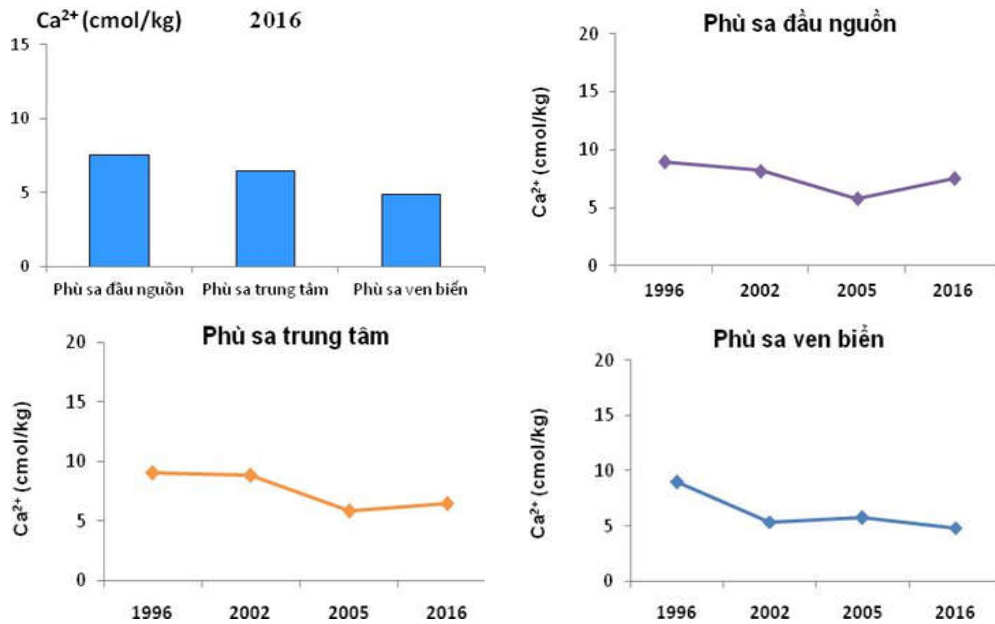 Ca²⁺ (cmol/kg) 2016
15
10
5
0
Phù sa đầu nguồn Phù sa trung tâm Phù sa ven biển
Phù sa đầu nguồn
Ca²⁺ (cmol/kg)
20
15
10
5
0
1996 2002 2005 2016
Phù sa trung tâm
Ca²⁺ (cmol/kg)
20
15
10
5
0
1996 2002 2005 2016
Phù sa ven biển
Ca²⁺ (cmol/kg)
20
15
10
5
0
1996 2002 2005 2016